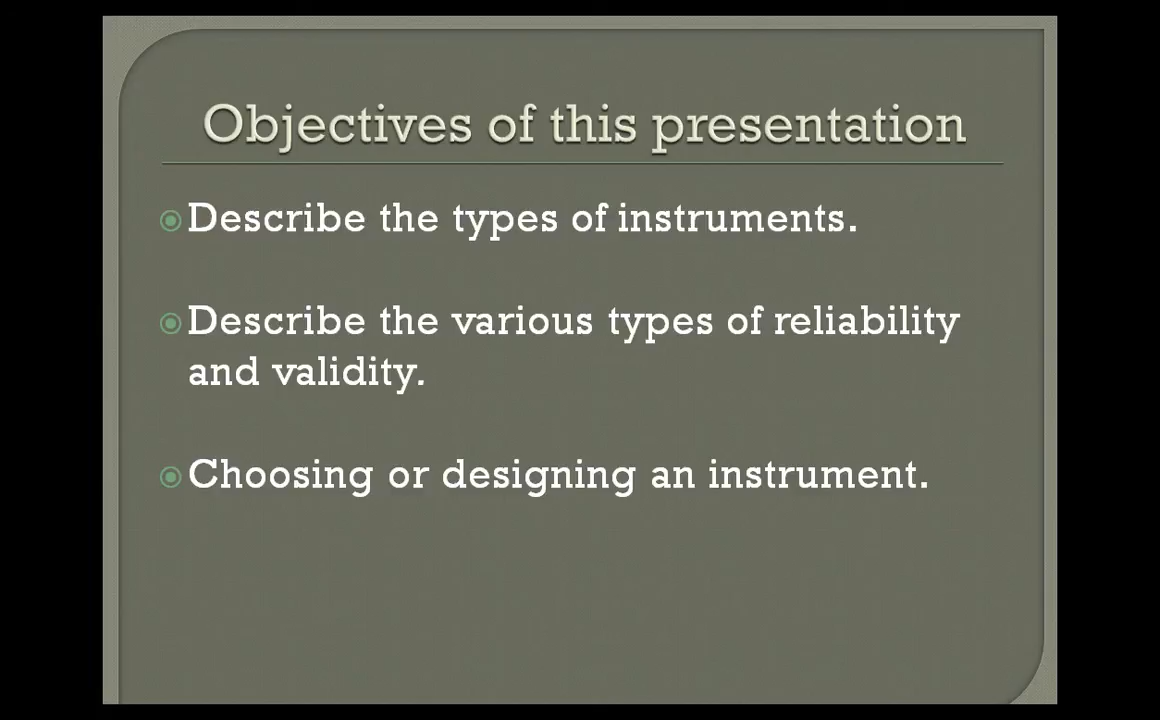 Objectives of this presentation
Describe the types of instruments.
Describe the various types of reliability
and validity.
Choosing or designing an instrument.